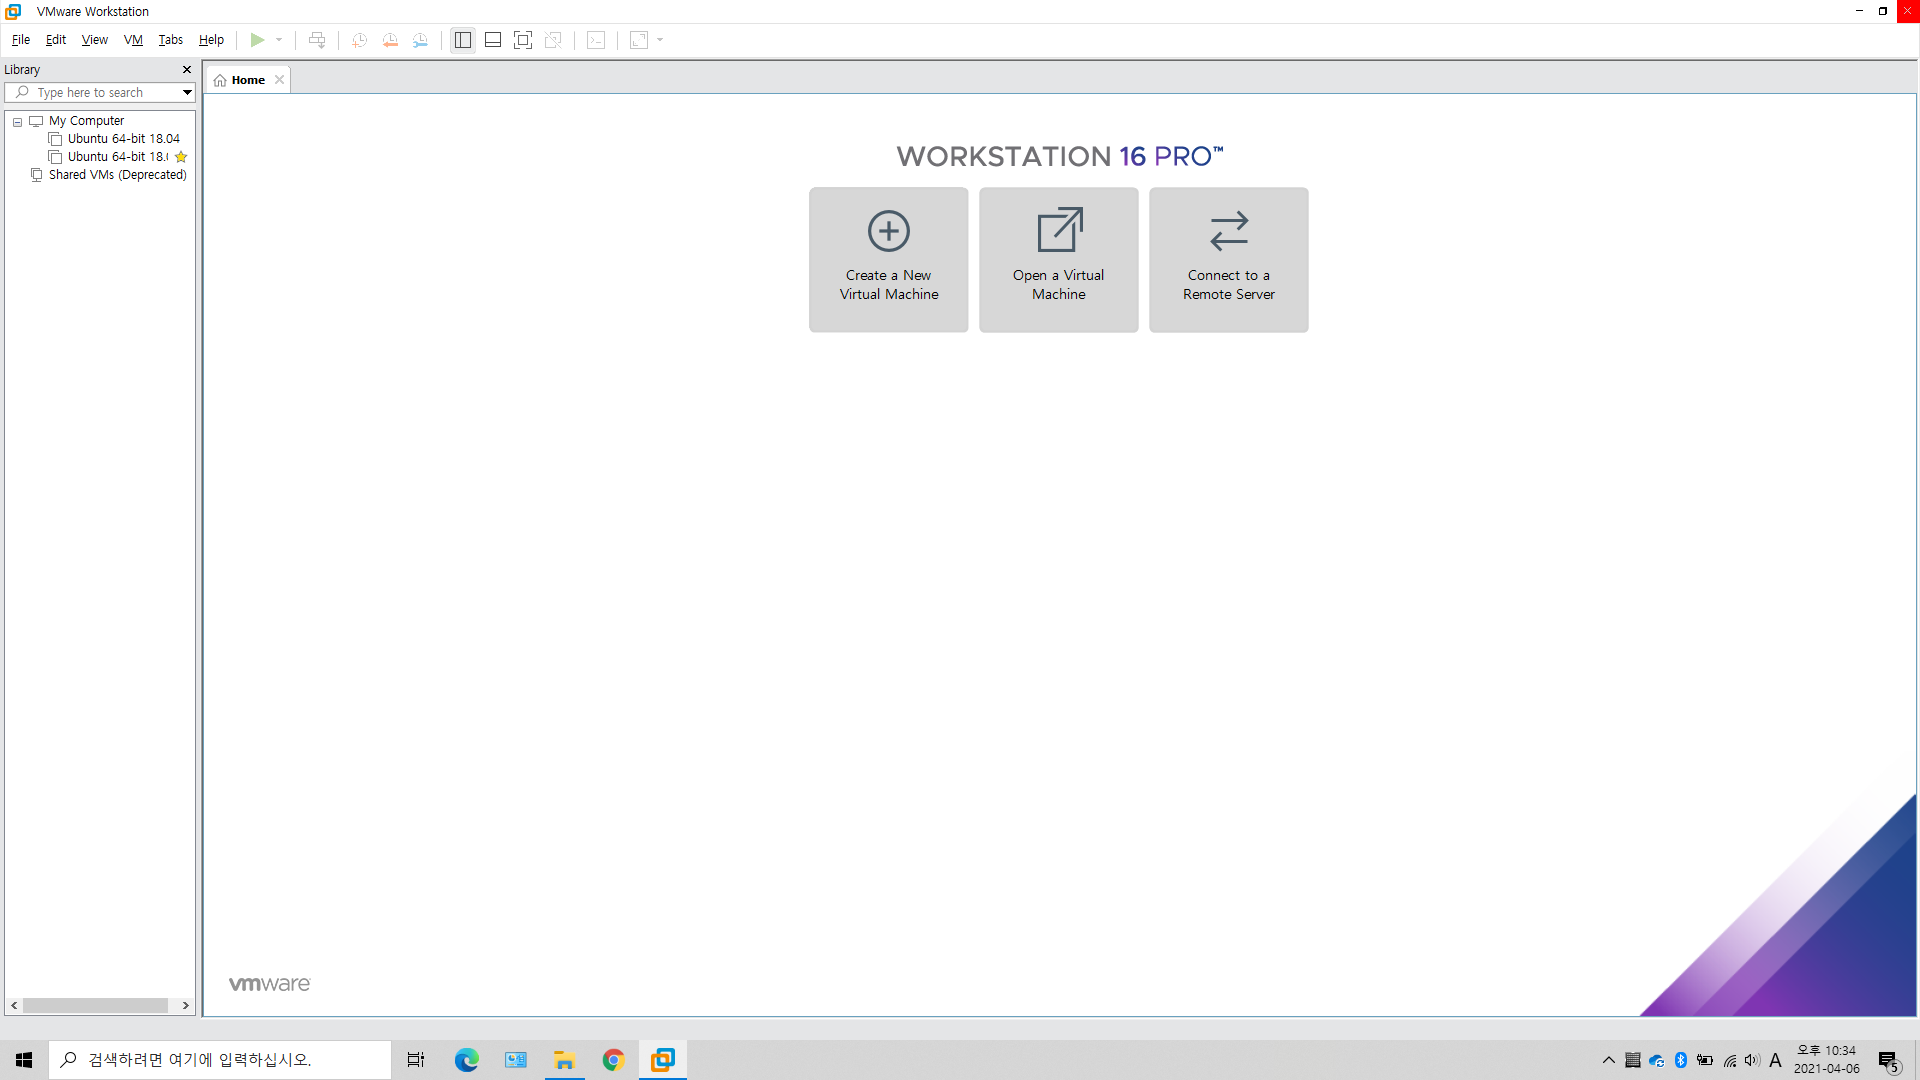 VMware Workstation
File Edit View VM Tabs Help
Library
Type here to search
Home
My Computer
Ubuntu 64-bit 18.04
Ubuntu 64-bit 18.
Shared VMs (Deprecated)
WORKSTATION 16 PRO™
Create a New
Virtual Machine
Open a Virtual
Machine
Connect to a
Remote Server
vmware
검색하려면 여기에 입력하십시오.
A
오후 10:34
2021-04-06
5